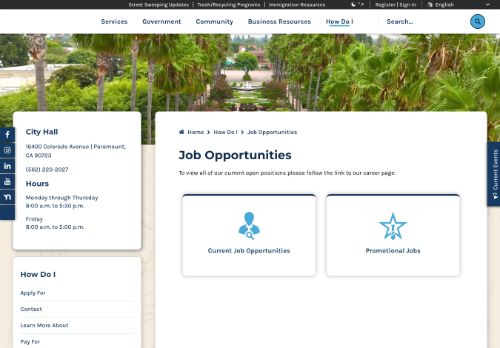 Street Sweeping Updates | Trash/Recycling Programs | Immigration Resources
°F | Register | Sign In | English
Services Government Community Business Resources How Do I Search...
City Hall
16400 Colorado Avenue | Paramount,
CA 90723
(562) 220-2027
Hours
Monday through Thursday
8:00 a.m. to 5:30 p.m.
Friday
8:00 a.m. to 5:00 p.m.
How Do I
Apply For
Contact
Learn More About
Pay For
Home > How Do I > Job Opportunities
Job Opportunities
To view all of our current open positions please follow the link to our career page:
Current Job Opportunities
Promotional Jobs
Current Events